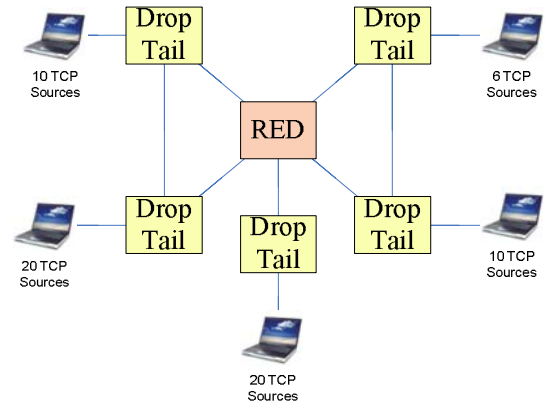 Drop
Tail
Drop
Tail
10 TCP
Sources
6 TCP
Sources
RED
Drop
Tail
Drop
Tail
Drop
Tail
20 TCP
Sources
10 TCP
Sources
20 TCP
Sources